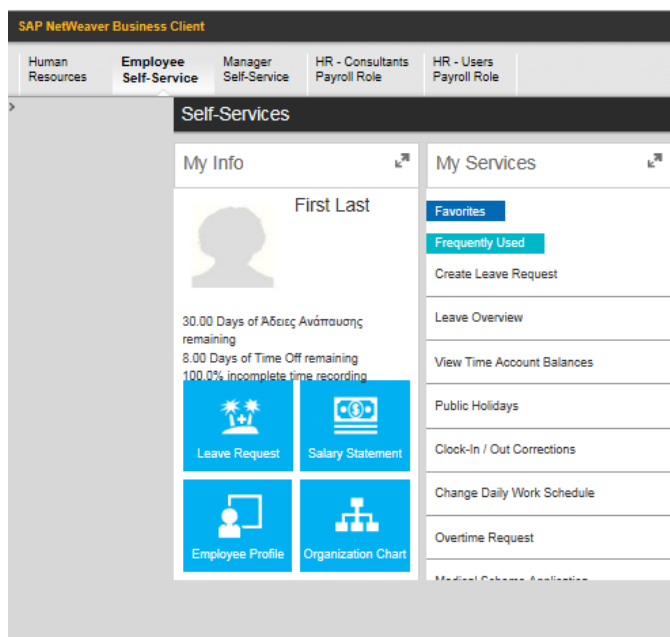 SAP NetWeaver Business Client
Human
Resources
Employee
Self-Service
Manager
Self-Service
HR - Consultants
Payroll Role
HR - Users
Payroll Role
Self-Services
My Info
First Last
30.00 Days of Άδειες Ανάπαυσης
remaining
8.00 Days of Time Off remaining
100.0% incomplete time recording
Leave Request
Salary Statement
Employee Profile
Organization Chart
My Services
Favorites
Frequently Used
Create Leave Request
Leave Overview
View Time Account Balances
Public Holidays
Clock-In / Out Corrections
Change Daily Work Schedule
Overtime Request
Medical Scheme Application